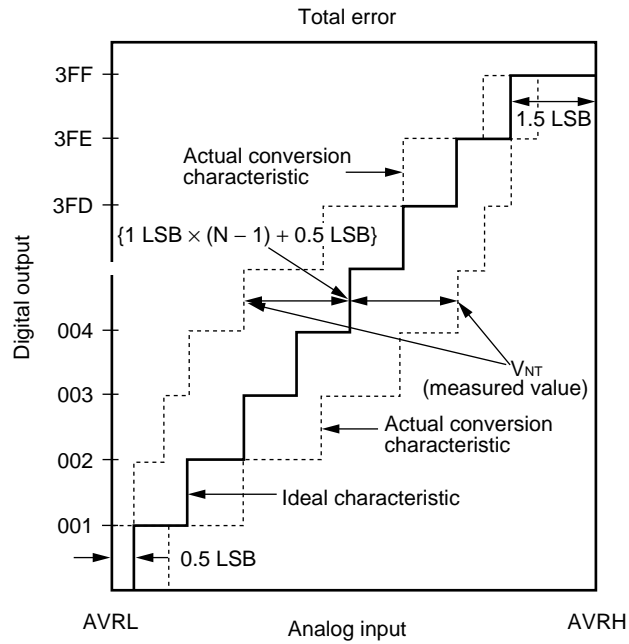 Total error
3FF
1.5 LSB
3FE
Actual conversion
characteristic
3FD
{1 LSB × (N − 1) + 0.5 LSB}
Digital output
004
VNT
(measured value)
003
Actual conversion
characteristic
002
Ideal characteristic
001
0.5 LSB
AVRL
Analog input
AVRH